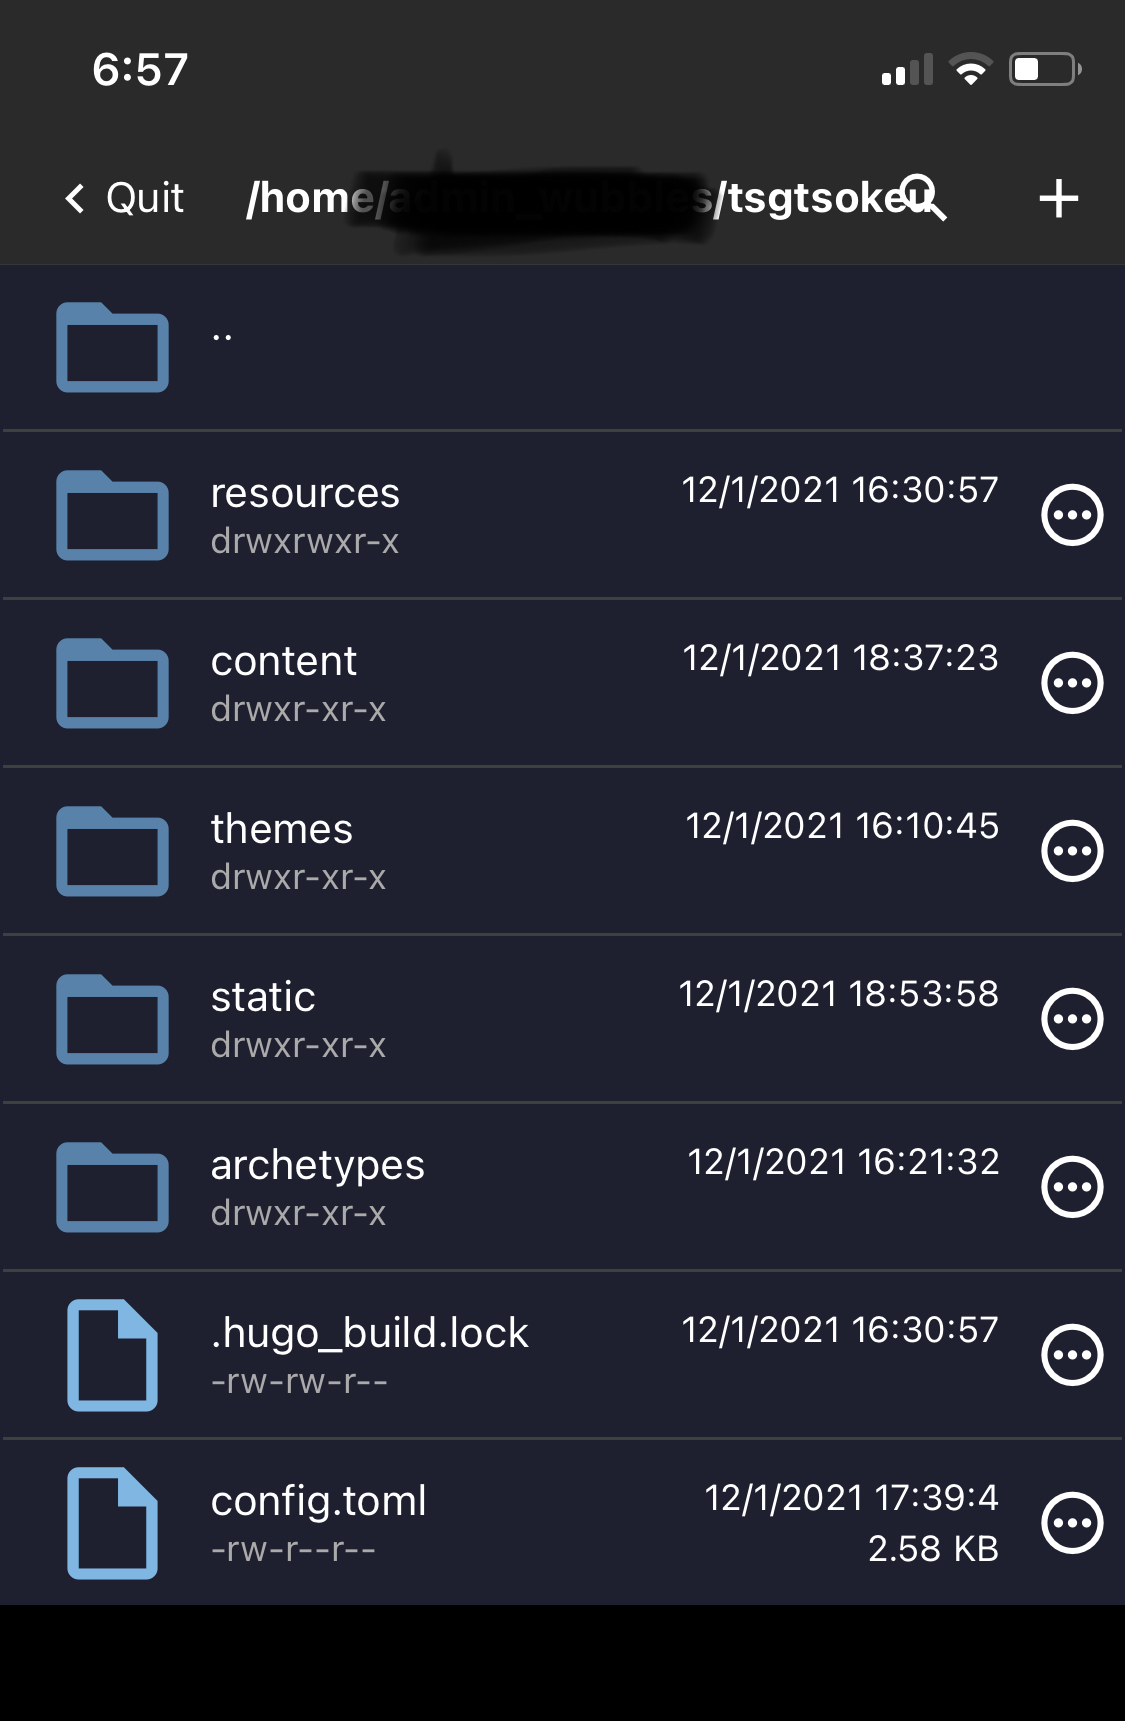 6:57
Quit /home/ /tsgtsokeu
..
resources 12/1/2021 16:30:57
drwxrwxr-x
content 12/1/2021 18:37:23
drwxr-xr-x
themes 12/1/2021 16:10:45
drwxr-xr-x
static 12/1/2021 18:53:58
drwxr-xr-x
archetypes 12/1/2021 16:21:32
drwxr-xr-x
.hugo_build.lock 12/1/2021 16:30:57
-rw-rw-r--
config.toml 12/1/2021 17:39:4
-rw-r--r-- 2.58 KB